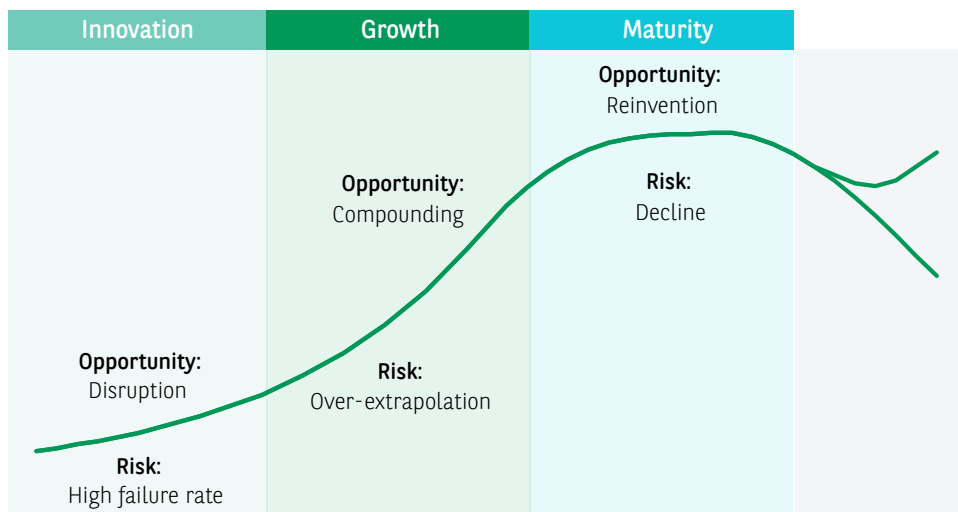 Innovation
Growth
Maturity
Opportunity:
Disruption
Risk:
High failure rate
Opportunity:
Compounding
Risk:
Over-extrapolation
Opportunity:
Reinvention
Risk:
Decline